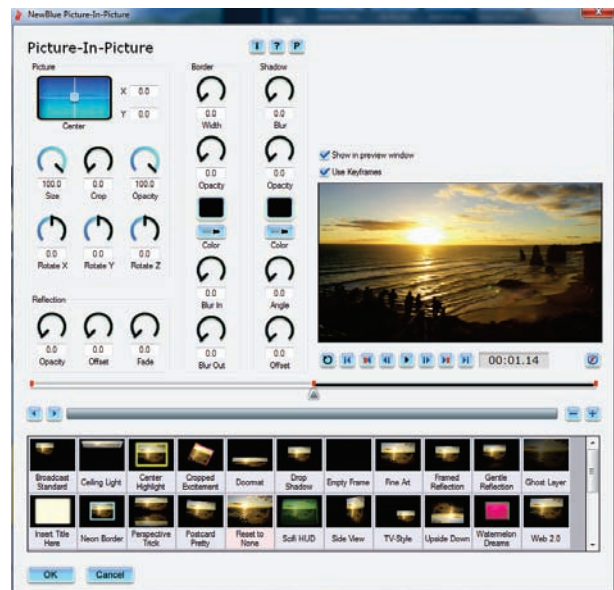 NewBlue Picture-In-Picture
Picture-In-Picture
i ? P
Picture
X 0.0
Y 0.0
Center
100.0 0.0 100.0
Size Crop Opacity
0.0 0.0 0.0
Rotate X Rotate Y Rotate Z
Reflection
0.0 0.0 0.0
Opacity Offset Fade
Border
0.0
Width
0.0
Opacity
Color
0.0
Blur In
0.0
Blur Out
Shadow
0.0
Blur
0.0
Opacity
Color
0.0
Angle
0.0
Offset
Show in preview window
Use Keyframes
00:01.14
Broadcast Standard
Ceiling Light
Center Highlight
Cropped Excitement
Doormat
Drop Shadow
Empty Frame
Fine Art
Framed Reflection
Gentle Reflection
Ghost Layer
Insert Title Here
Neon Border
Perspective Trick
Postcard Pretty
Reset to None
Scifi HUD
Side View
TV-Style
Upside Down
Watermelon Dreams
Web 2.0
OK Cancel